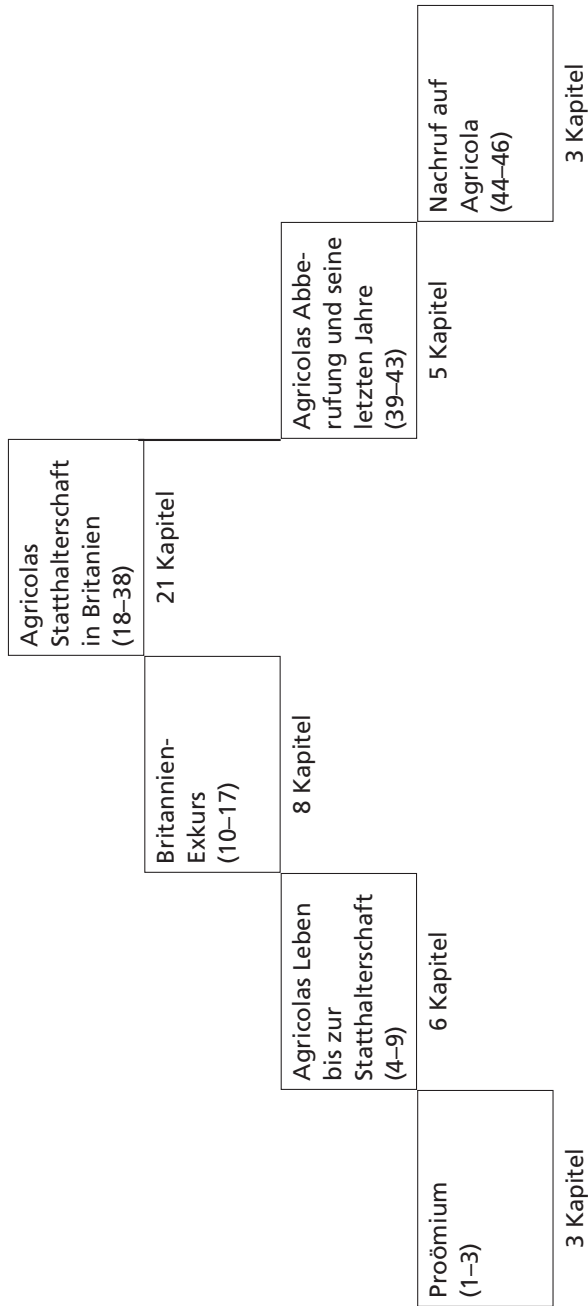 Proömium
(1–3)
3 Kapitel
Agricolas Leben
bis zur
Statthalterschaft
(4–9)
6 Kapitel
Britannien-
Exkurs
(10–17)
8 Kapitel
Agricolas
Statthalterschaft
in Britanien
(18–38)
21 Kapitel
Agricolas Abbe-
rufung und seine
letzten Jahre
(39–43)
5 Kapitel
Nachruf auf
Agricola
(44–46)
3 Kapitel